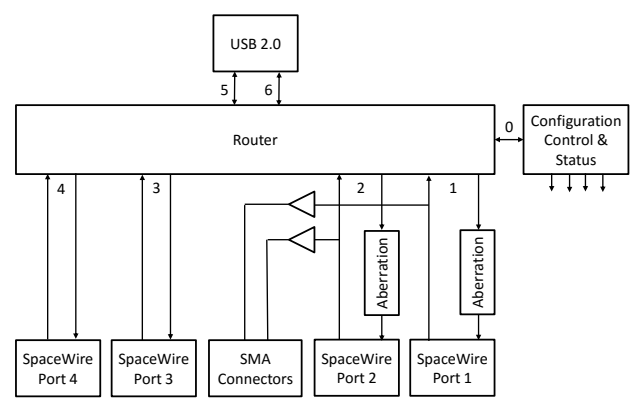 USB 2.0
5
6
Router
0
Configuration
Control &
Status
4
3
2
1
Aberration
Aberration
SpaceWire
Port 4
SpaceWire
Port 3
SMA
Connectors
SpaceWire
Port 2
SpaceWire
Port 1